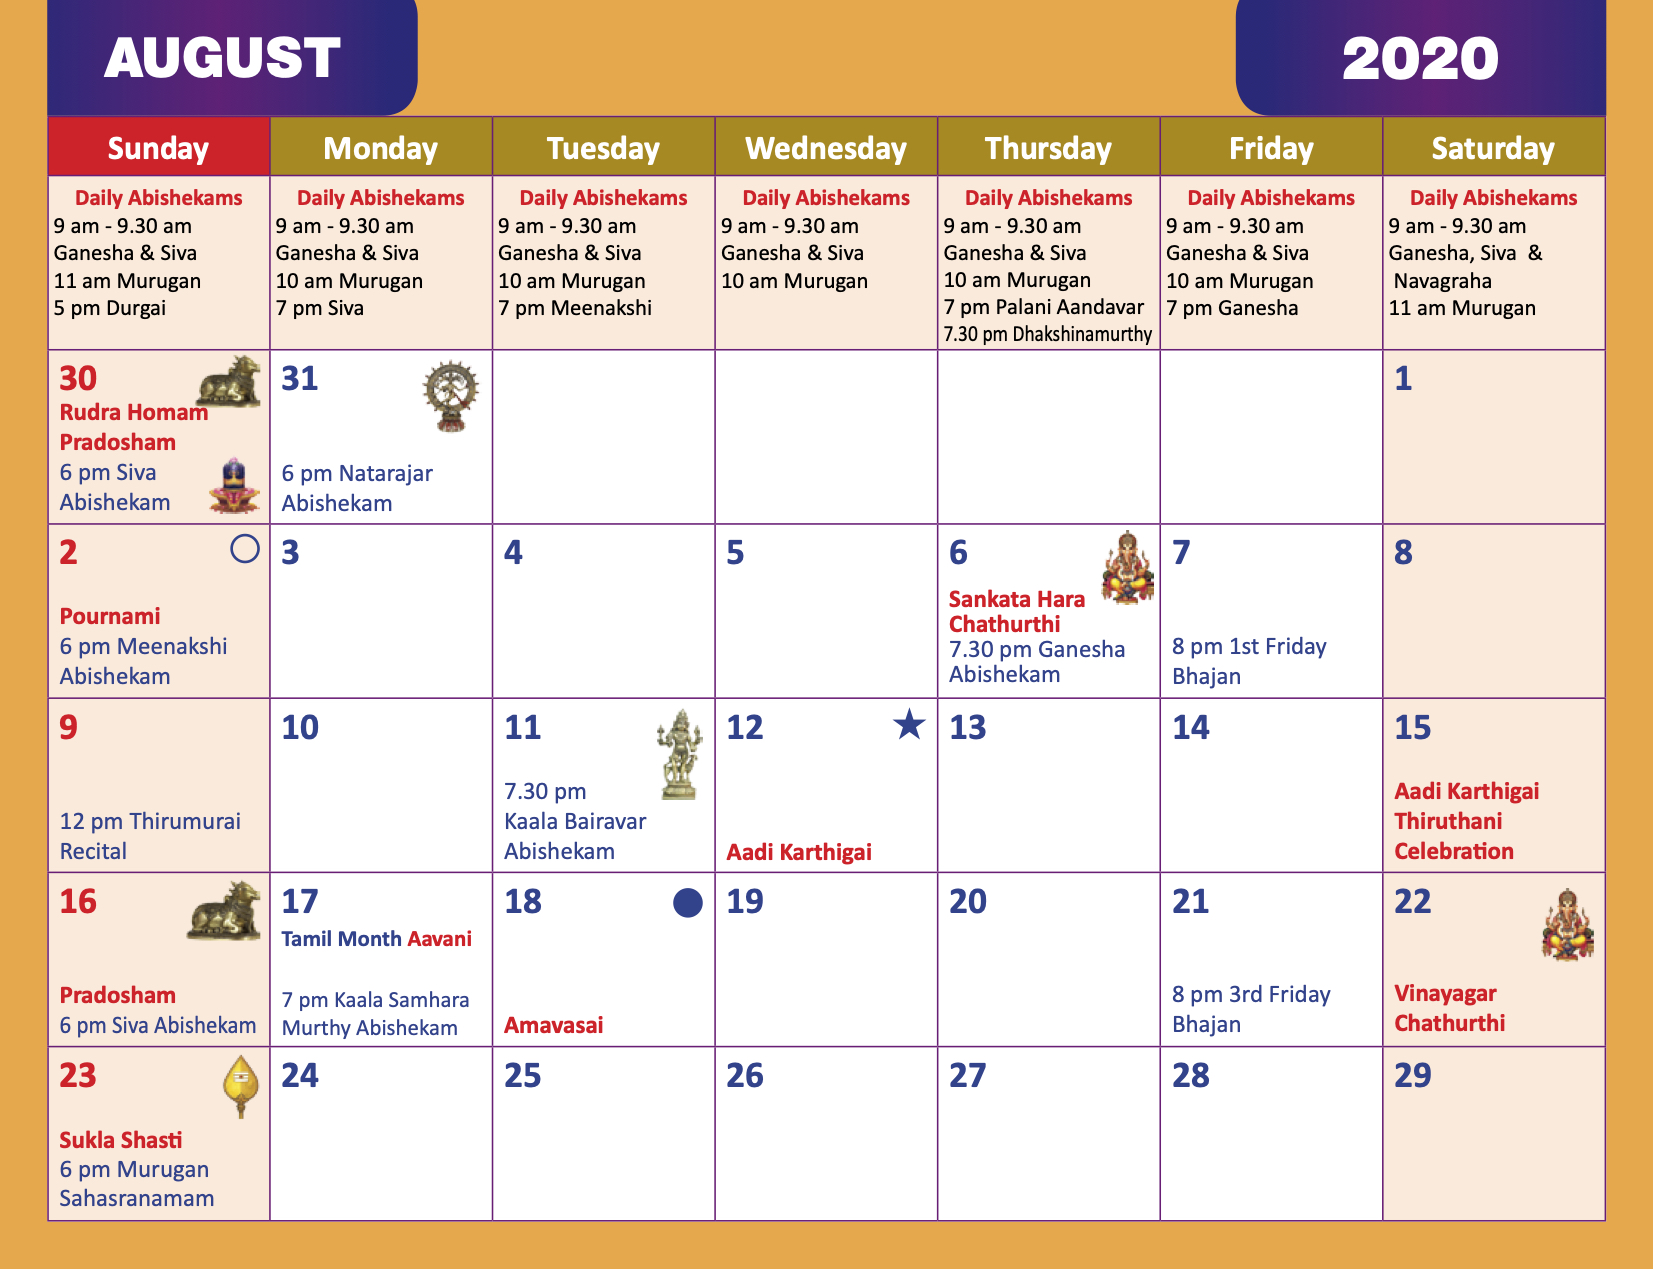 AUGUST
2020
Sunday
Monday
Tuesday
Wednesday
Thursday
Friday
Saturday
Daily Abishekams
9 am - 9.30 am
Ganesha & Siva
11 am Murugan
5 pm Durgai
Daily Abishekams
9 am - 9.30 am
Ganesha & Siva
10 am Murugan
7 pm Siva
Daily Abishekams
9 am - 9.30 am
Ganesha & Siva
10 am Murugan
7 pm Meenakshi
Daily Abishekams
9 am - 9.30 am
Ganesha & Siva
10 am Murugan
Daily Abishekams
9 am - 9.30 am
Ganesha & Siva
10 am Murugan
7 pm Palani Aandavar
7.30 pm Dhakshinamurthy
Daily Abishekams
9 am - 9.30 am
Ganesha & Siva
10 am Murugan
7 pm Ganesha
Daily Abishekams
9 am - 9.30 am
Ganesha, Siva &
Navagraha
11 am Murugan
30
Rudra Homam
Pradosham
6 pm Siva
Abishekam
31
6 pm Natarajar
Abishekam
1
2
Pournami
6 pm Meenakshi
Abishekam
3
4
5
6
Sankata Hara
Chathurthi
7.30 pm Ganesha
Abishekam
7
8 pm 1st Friday
Bhajan
8
9
12 pm Thirumurai
Recital
10
11
7.30 pm
Kaala Bairavar
Abishekam
12
Aadi Karthigai
13
14
15
Aadi Karthigai
Thiruthani
Celebration
16
Pradosham
6 pm Siva Abishekam
17
Tamil Month Aavani
7 pm Kaala Samhara
Murthy Abishekam
18
Amavasai
19
20
21
8 pm 3rd Friday
Bhajan
22
Vinayagar
Chathurthi
23
Sukla Shasti
6 pm Murugan
Sahasranamam
24
25
26
27
28
29